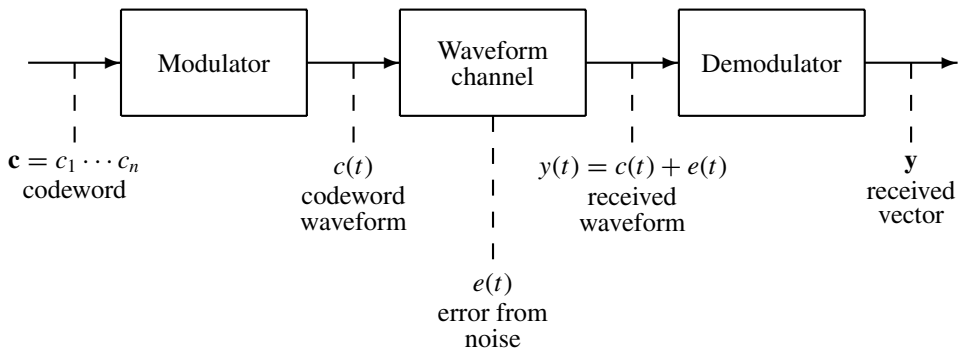 Modulator
Waveform
channel
Demodulator
c = c₁ ⋯ cₙ
codeword
c(t)
codeword
waveform
y(t) = c(t) + e(t)
received
waveform
y
received
vector
e(t)
error from
noise